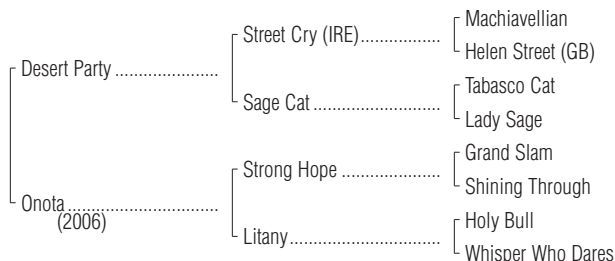 Machiavellian
Street Cry (IRE)....................
Helen Street (GB)
Desert Party .........................
Tabasco Cat
Sage Cat ...............................
Lady Sage
Grand Slam
Strong Hope ........................
Shining Through
Onota.............................
(2006)
Holy Bull
Litany.....................................
Whisper Who Dares